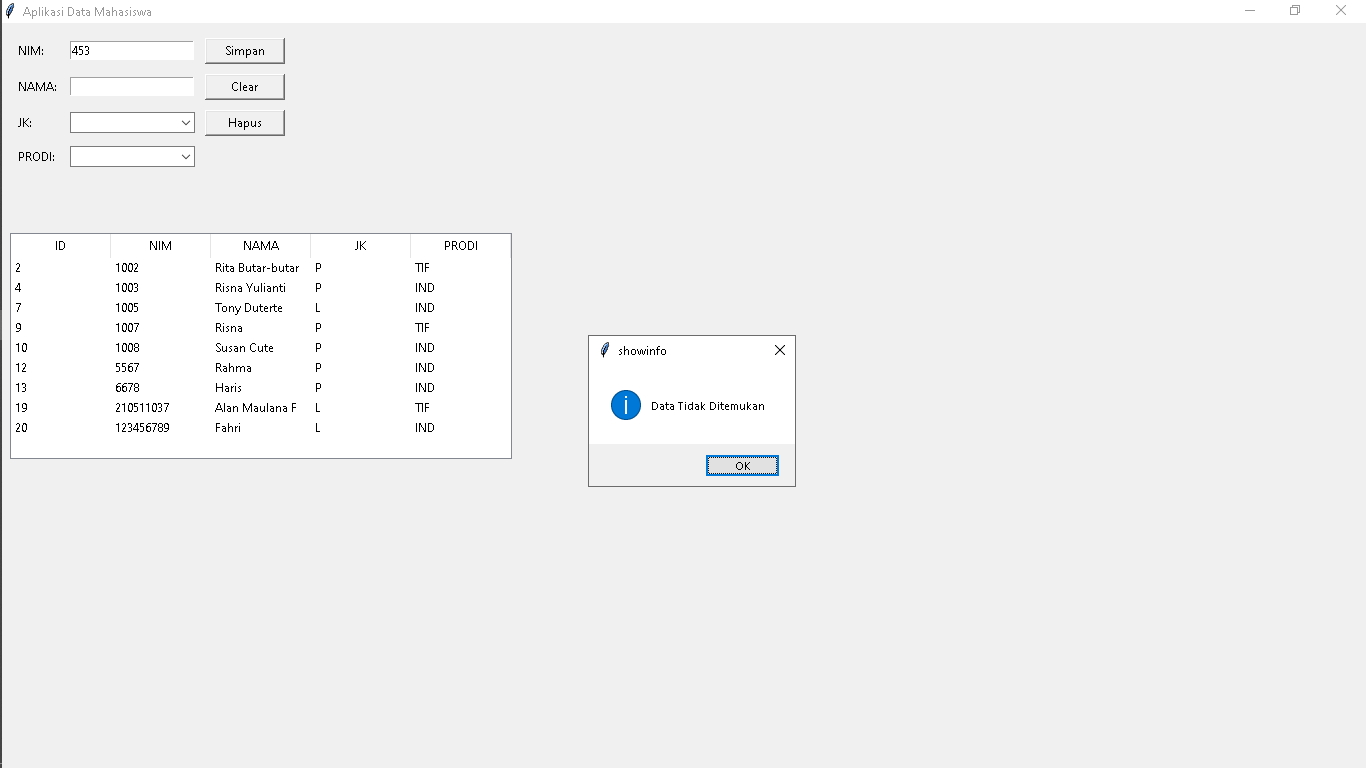 Aplikasi Data Mahasiswa
NIM: 453 Simpan
NAMA: Clear
JK: Hapus
PRODI:
ID NIM NAMA JK PRODI
2 1002 Rita Butar-butar P TIF
4 1003 Risna Yulianti P IND
7 1005 Tony Duterte L IND
9 1007 Risna P TIF
10 1008 Susan Cute P IND
12 5567 Rahma P IND
13 6678 Haris P IND
19 210511037 Alan Maulana F L TIF
20 123456789 Fahri L IND
showinfo
Data Tidak Ditemukan
OK